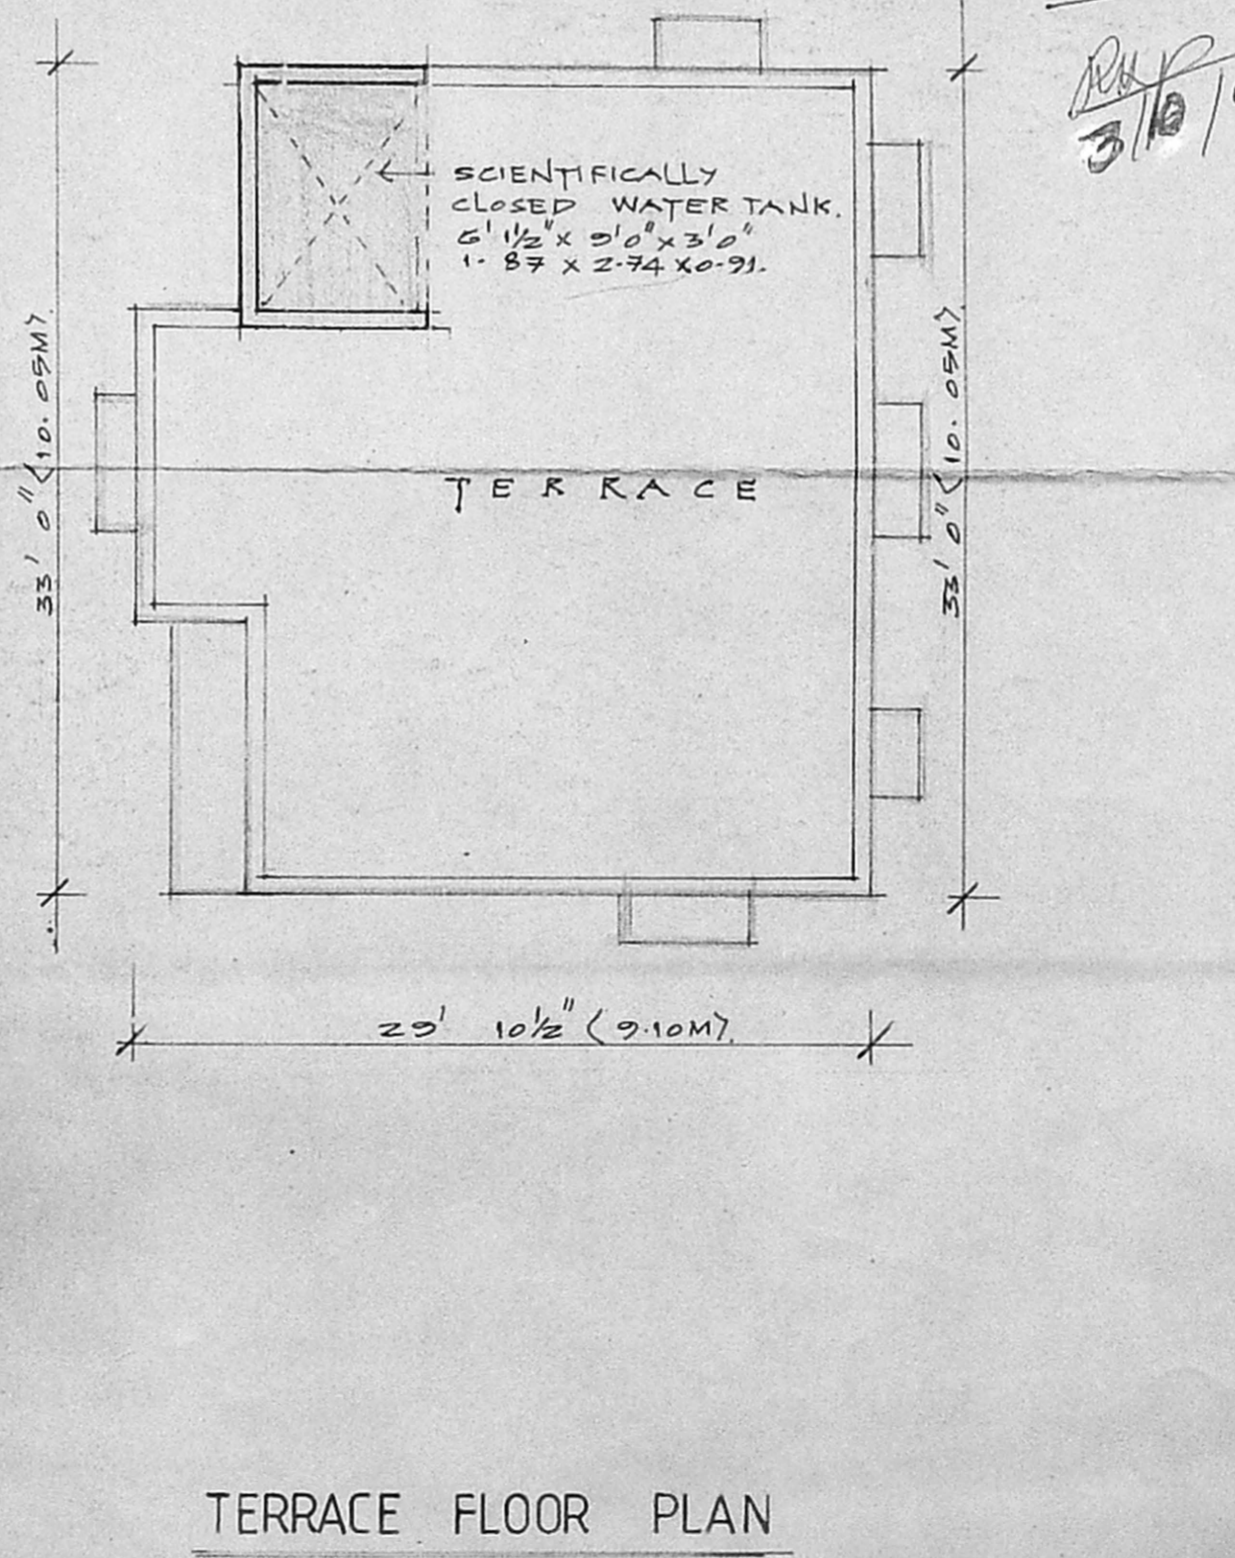 SCIENTIFICALLY
CLOSED WATER TANK.
6' 1½" x 9'0" x 3'0"
1.87 x 2.74 x 0.91.
33' 0" (10.05M).
TERRACE
33' 0" (10.05M)
29' 10½" (9.10M).
TERRACE FLOOR PLAN